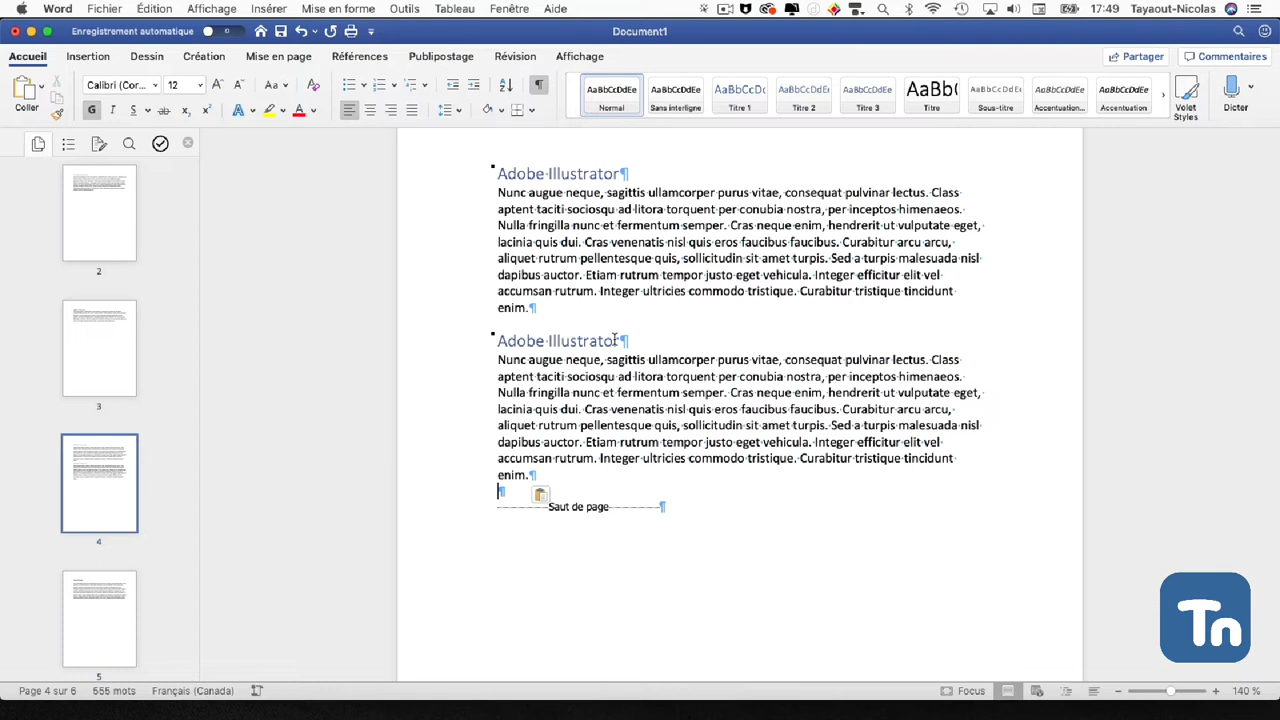 Word Fichier Édition Affichage Insérer Mise en forme Outils Tableau Fenêtre Aide 17:49 Tayaout-Nicolas
Enregistrement automatique Document1
Accueil Insertion Dessin Création Mise en page Références Publipostage Révision Affichage Partager Commentaires
Coller Calibri (Cor... 12 Aa AaBbCcDdEe AaBbCcDdEe AaBbCcDc AaBbCcDdEe AaBbCcDdEe AaBbC AaBbCcDdEe AaBbCcDdEe AaBbCcDdEe
G I S ab x₂ x² Normal Sans interligne Titre 1 Titre 2 Titre 3 Titre Sous-titre Accentuation... Accentuation Volet Styles Dicter
Adobe·Illustrator¶
Nunc augue neque, sagittis ullamcorper purus vitae, consequat pulvinar lectus. Class
aptent taciti sociosqu ad litora torquent per conubia nostra, per inceptos himenaeos.
Nulla fringilla nunc et fermentum semper. Cras neque enim, hendrerit ut vulputate eget,
lacinia quis dui. Cras venenatis nisl quis eros faucibus faucibus. Curabitur arcu arcu,
aliquet rutrum pellentesque quis, sollicitudin sit amet turpis. Sed a turpis malesuada nisl
dapibus auctor. Etiam rutrum tempor justo eget vehicula. Integer efficitur elit vel
accumsan rutrum. Integer ultricies commodo tristique. Curabitur tristique tincidunt
enim.¶
Adobe·Illustrator¶
Nunc augue neque, sagittis ullamcorper purus vitae, consequat pulvinar lectus. Class
aptent taciti sociosqu ad litora torquent per conubia nostra, per inceptos himenaeos.
Nulla fringilla nunc et fermentum semper. Cras neque enim, hendrerit ut vulputate eget,
lacinia quis dui. Cras venenatis nisl quis eros faucibus faucibus. Curabitur arcu arcu,
aliquet rutrum pellentesque quis, sollicitudin sit amet turpis. Sed a turpis malesuada nisl
dapibus auctor. Etiam rutrum tempor justo eget vehicula. Integer efficitur elit vel
accumsan rutrum. Integer ultricies commodo tristique. Curabitur tristique tincidunt
enim.¶
¶
Saut de page ¶
2
3
4
5
Tn
Page 4 sur 6 555 mots Français (Canada) Focus 140 %